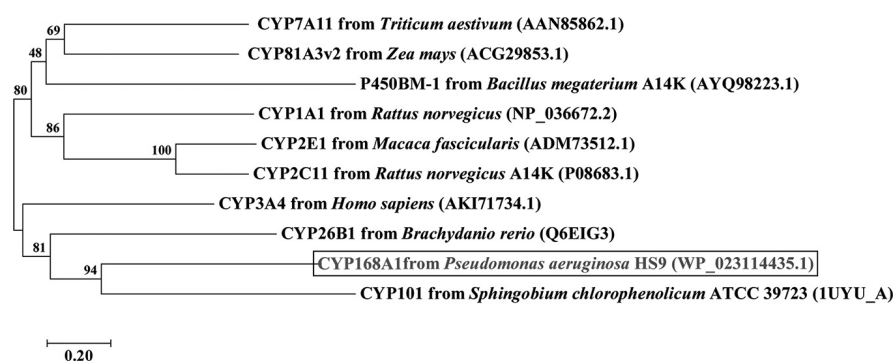 CYP7A11 from Triticum aestivum (AAN85862.1)
69
CYP81A3v2 from Zea mays (ACG29853.1)
48
P450BM-1 from Bacillus megaterium A14K (AYQ98223.1)
80
CYP1A1 from Rattus norvegicus (NP_036672.2)
86
CYP2E1 from Macaca fascicularis (ADM73512.1)
100
CYP2C11 from Rattus norvegicus A14K (P08683.1)
CYP3A4 from Homo sapiens (AKI71734.1)
CYP26B1 from Brachydanio rerio (Q6EIG3)
81
CYP168A1from Pseudomonas aeruginosa HS9 (WP_023114435.1)
94
CYP101 from Sphingobium chlorophenolicum ATCC 39723 (1UYU_A)
0.20